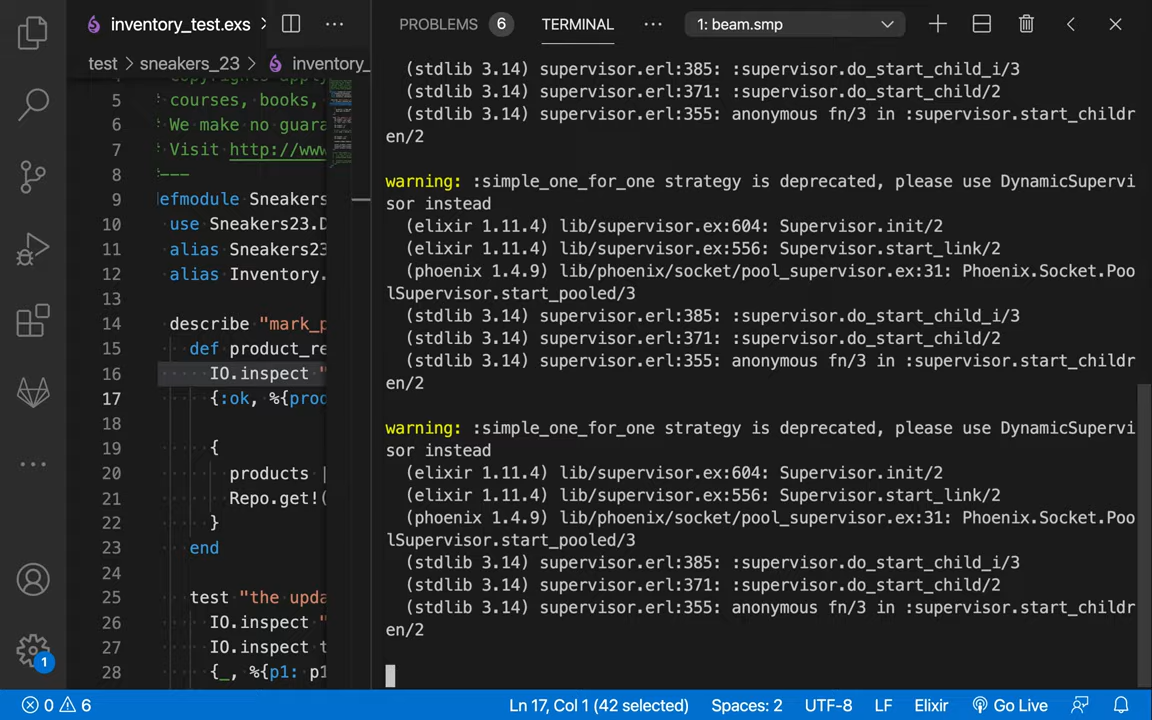 inventory_test.exs
PROBLEMS 6 TERMINAL ··· 1: beam.smp
test > sneakers_23 > inventory_
5 courses, books,
6 We make no guara
7 Visit http://www
8 #---
9 defmodule Sneakers
10 use Sneakers23.D
11 alias Sneakers23
12 alias Inventory.
13
14 describe "mark_p
15 def product_re
16 IO.inspect "
17 {:ok, %{prod
18
19 {
20 products |
21 Repo.get!(
22 }
23 end
24
25 test "the upda
26 IO.inspect "
27 IO.inspect t
28 {_, %{p1: p1
(stdlib 3.14) supervisor.erl:385: :supervisor.do_start_child_i/3
(stdlib 3.14) supervisor.erl:371: :supervisor.do_start_child/2
(stdlib 3.14) supervisor.erl:355: anonymous fn/3 in :supervisor.start_childr
en/2
warning: :simple_one_for_one strategy is deprecated, please use DynamicSupervi
sor instead
(elixir 1.11.4) lib/supervisor.ex:604: Supervisor.init/2
(elixir 1.11.4) lib/supervisor.ex:556: Supervisor.start_link/2
(phoenix 1.4.9) lib/phoenix/socket/pool_supervisor.ex:31: Phoenix.Socket.Poo
lSupervisor.start_pooled/3
(stdlib 3.14) supervisor.erl:385: :supervisor.do_start_child_i/3
(stdlib 3.14) supervisor.erl:371: :supervisor.do_start_child/2
(stdlib 3.14) supervisor.erl:355: anonymous fn/3 in :supervisor.start_childr
en/2
warning: :simple_one_for_one strategy is deprecated, please use DynamicSupervi
sor instead
(elixir 1.11.4) lib/supervisor.ex:604: Supervisor.init/2
(elixir 1.11.4) lib/supervisor.ex:556: Supervisor.start_link/2
(phoenix 1.4.9) lib/phoenix/socket/pool_supervisor.ex:31: Phoenix.Socket.Poo
lSupervisor.start_pooled/3
(stdlib 3.14) supervisor.erl:385: :supervisor.do_start_child_i/3
(stdlib 3.14) supervisor.erl:371: :supervisor.do_start_child/2
(stdlib 3.14) supervisor.erl:355: anonymous fn/3 in :supervisor.start_childr
en/2
1
0 6 Ln 17, Col 1 (42 selected) Spaces: 2 UTF-8 LF Elixir Go Live